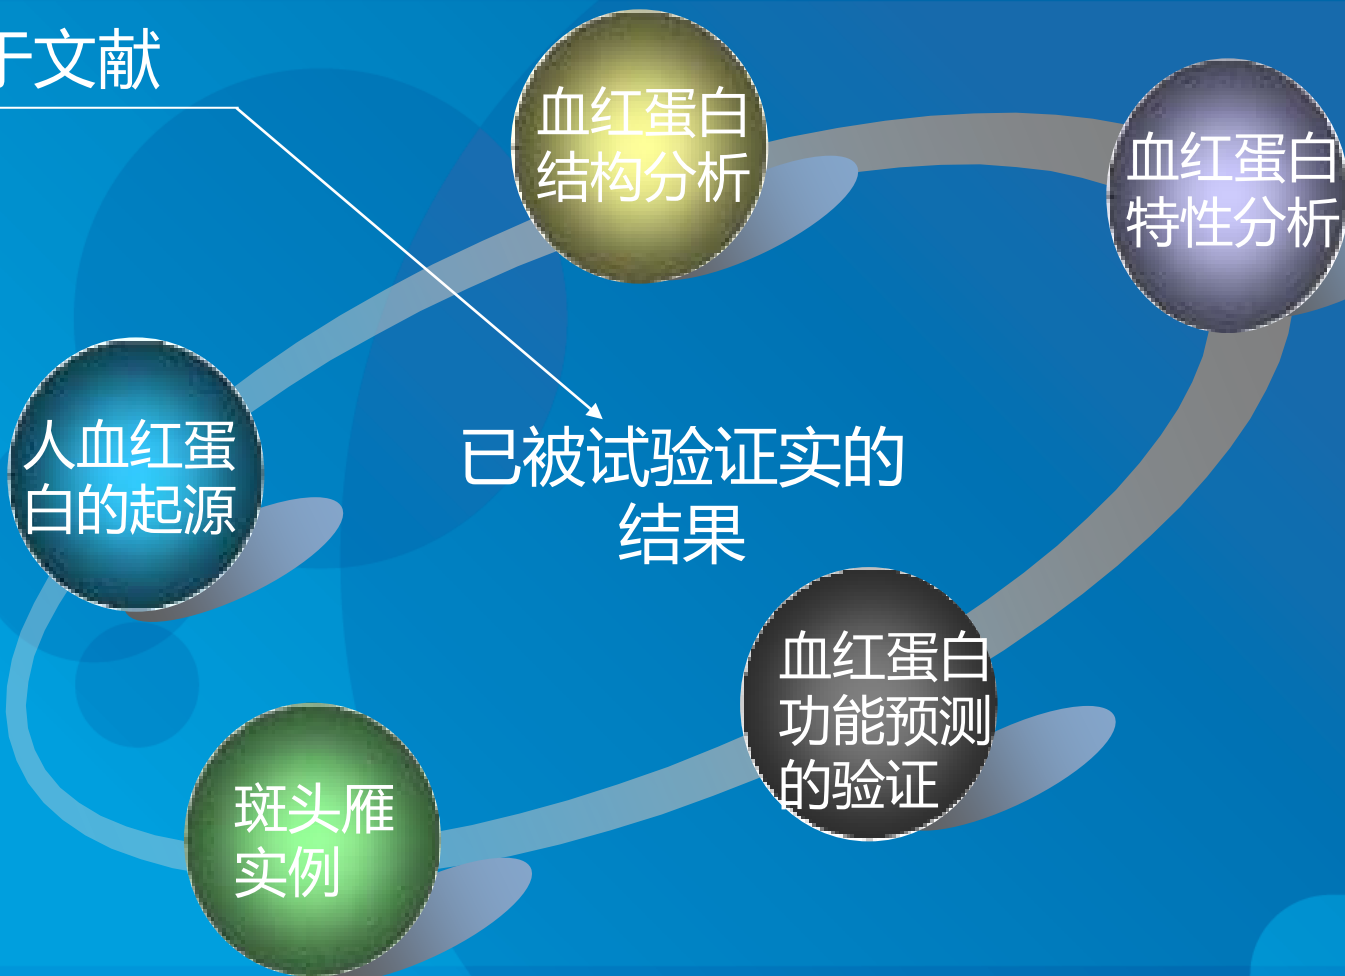 于文献
血红蛋白
结构分析
血红蛋白
特性分析
人血红蛋
白的起源
已被试验证实的
结果
血红蛋白
功能预测
的验证
斑头雁
实例